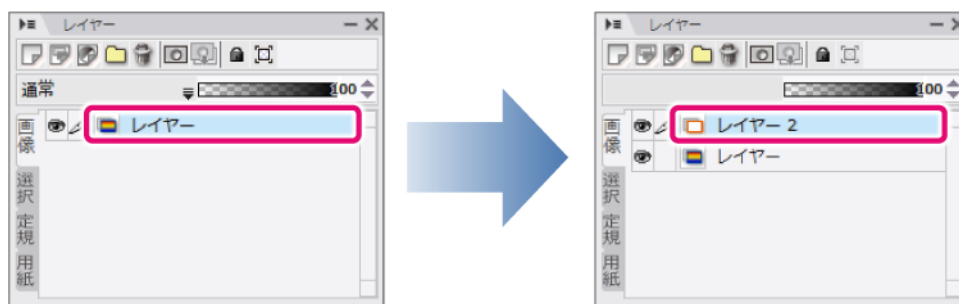 レイヤー
通常 100
画像
レイヤー
選択
定規
用紙
レイヤー
100
画像
レイヤー 2
レイヤー
選択
定規
用紙